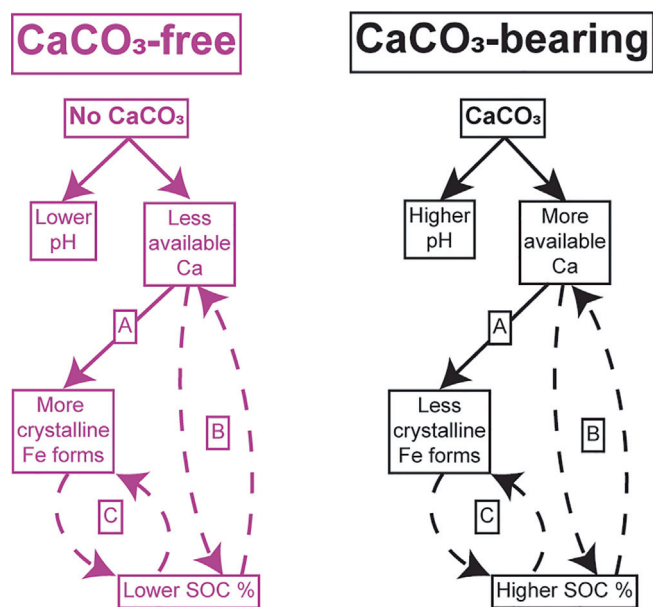 CaCO₃-free
No CaCO₃
Lower
pH
Less
available
Ca
A
More
crystalline
Fe forms
B
C
Lower SOC %
CaCO₃-bearing
CaCO₃
Higher
pH
More
available
Ca
A
Less
crystalline
Fe forms
B
C
Higher SOC %